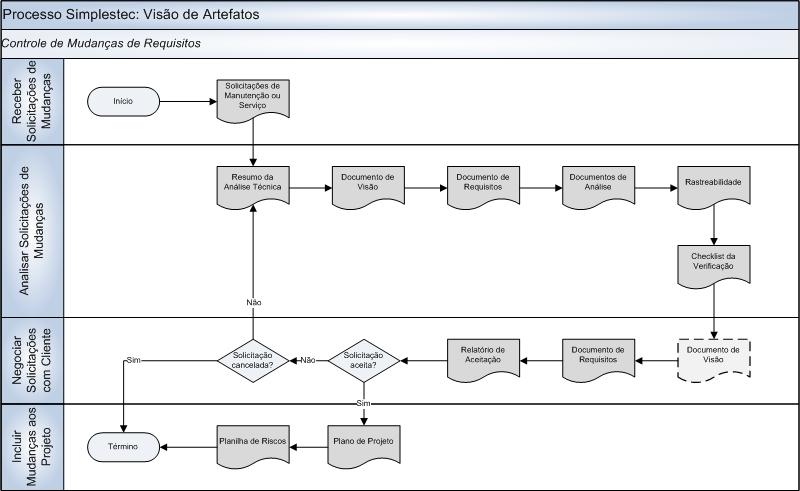 Processo Simplestec: Visão de Artefatos
Controle de Mudanças de Requisitos
Receber
Solicitações de
Mudanças
Início
Solicitações de
Manutenção ou
Serviço
Analisar Solicitações de
Mudanças
Resumo da
Análise Técnica
Documento de
Visão
Documento de
Requisitos
Documentos de
Análise
Rastreabilidade
Checklist da
Verificação
Não
Negociar
Solicitações
com Cliente
Sim
Solicitação
cancelada?
Não
Solicitação
aceita?
Relatório de
Aceitação
Documento de
Requisitos
Documento de
Visão
Sim
Incluir
Mudanças aos
Projeto
Término
Planilha de Riscos
Plano de Projeto